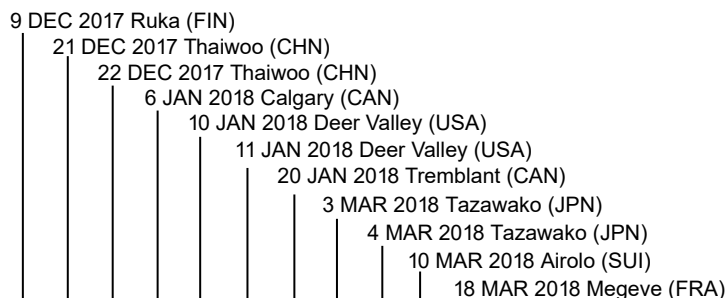 9 DEC 2017 Ruka (FIN)
21 DEC 2017 Thaiwoo (CHN)
22 DEC 2017 Thaiwoo (CHN)
6 JAN 2018 Calgary (CAN)
10 JAN 2018 Deer Valley (USA)
11 JAN 2018 Deer Valley (USA)
20 JAN 2018 Tremblant (CAN)
3 MAR 2018 Tazawako (JPN)
4 MAR 2018 Tazawako (JPN)
10 MAR 2018 Airolo (SUI)
18 MAR 2018 Megeve (FRA)